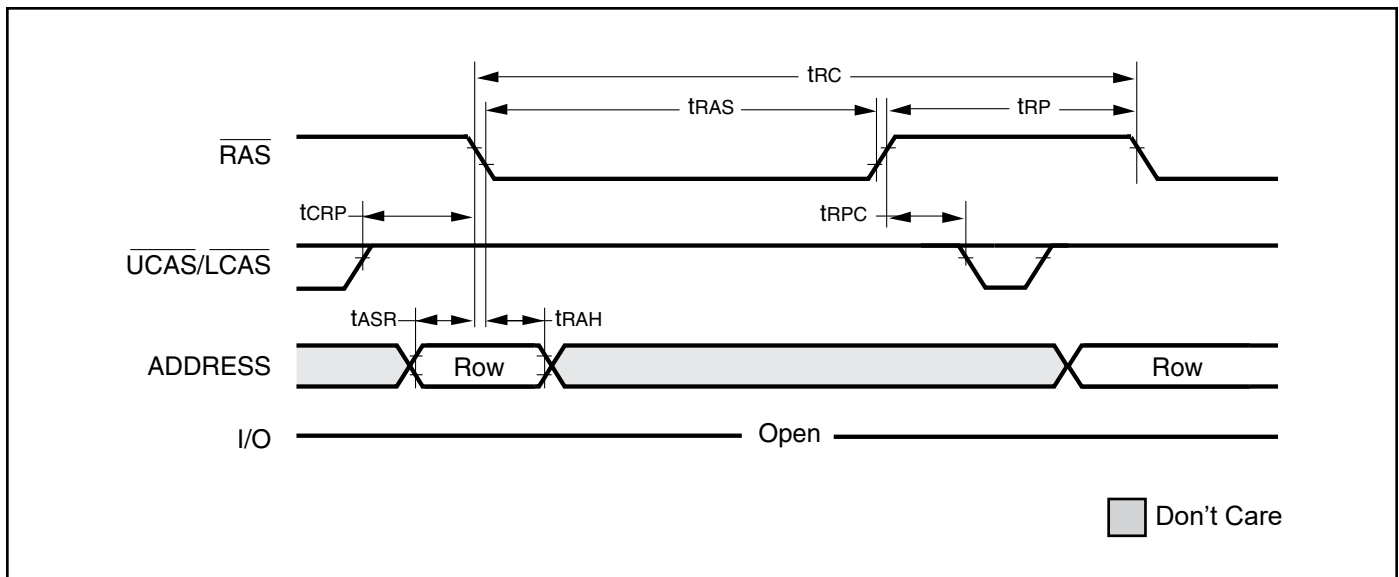 tRC
tRAS
tRP
RAS
tCRP
tRPC
UCAS/LCAS
tASR
tRAH
ADDRESS
Row
Row
I/O
Open
Don't Care